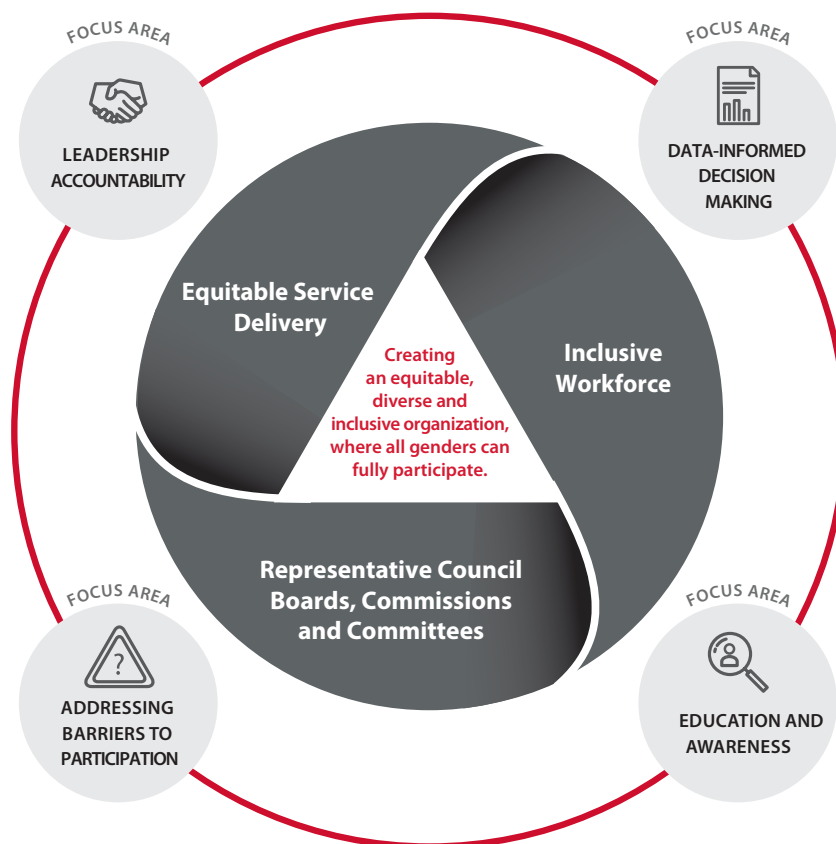 FOCUS AREA
LEADERSHIP
ACCOUNTABILITY
FOCUS AREA
DATA-INFORMED
DECISION
MAKING
Equitable Service
Delivery
Inclusive
Workforce
Creating
an equitable,
diverse and
inclusive organization,
where all genders can
fully participate.
Representative Council
Boards, Commissions
and Committees
FOCUS AREA
?
ADDRESSING
BARRIERS TO
PARTICIPATION
FOCUS AREA
EDUCATION AND
AWARENESS